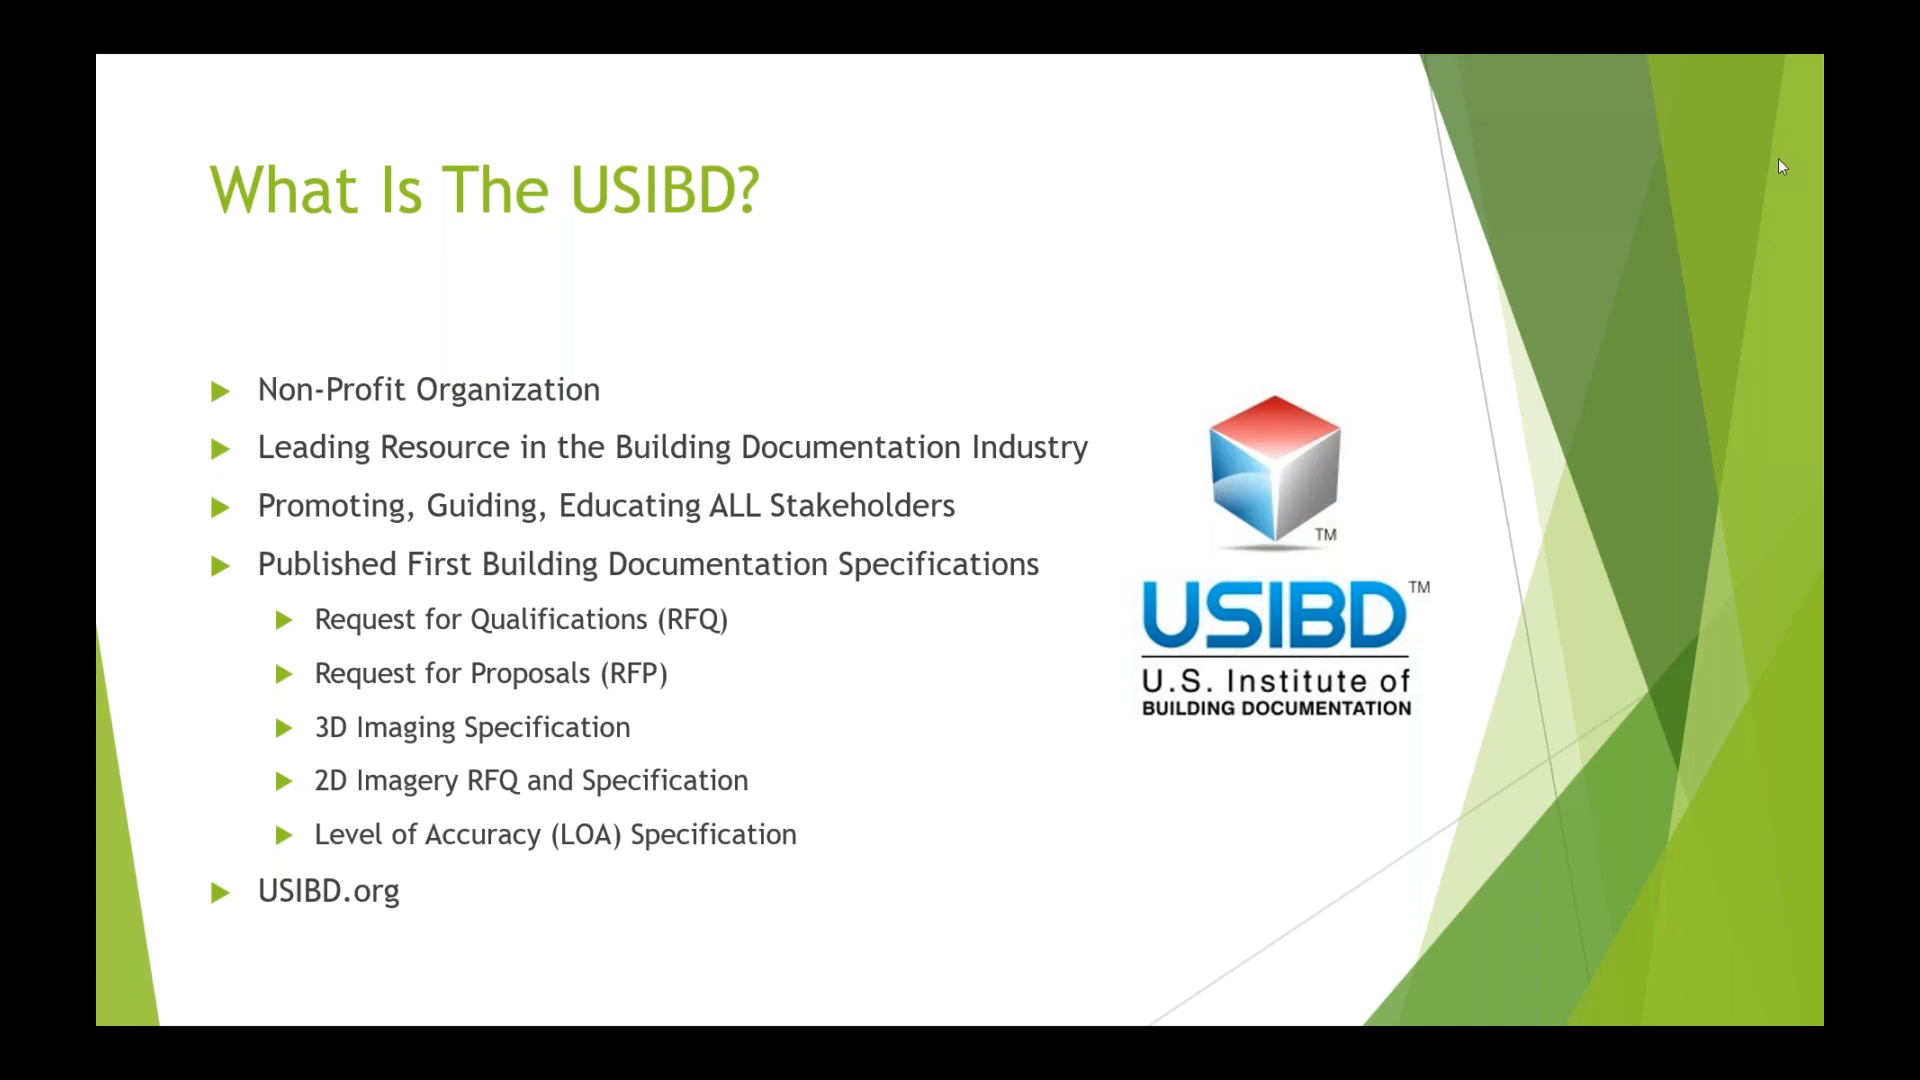 What Is The USIBD?
Non-Profit Organization
Leading Resource in the Building Documentation Industry
Promoting, Guiding, Educating ALL Stakeholders
Published First Building Documentation Specifications
Request for Qualifications (RFQ)
Request for Proposals (RFP)
3D Imaging Specification
2D Imagery RFQ and Specification
Level of Accuracy (LOA) Specification
USIBD.org
TM
USIBD TM
U.S. Institute of
BUILDING DOCUMENTATION